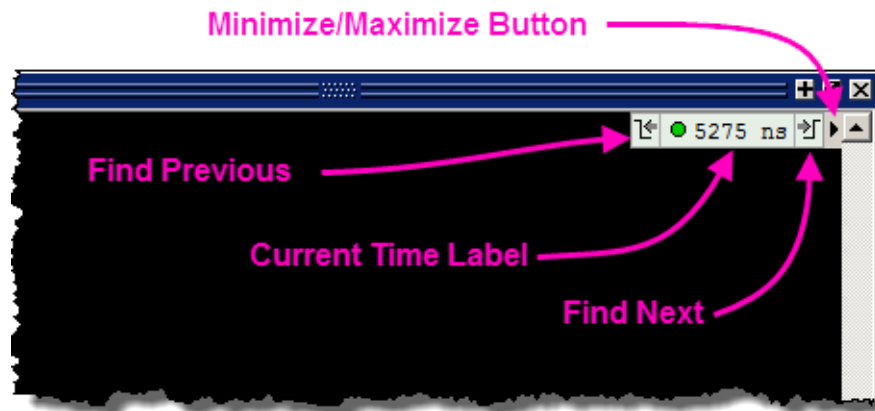 Minimize/Maximize Button
5275 ns
Find Previous
Current Time Label
Find Next